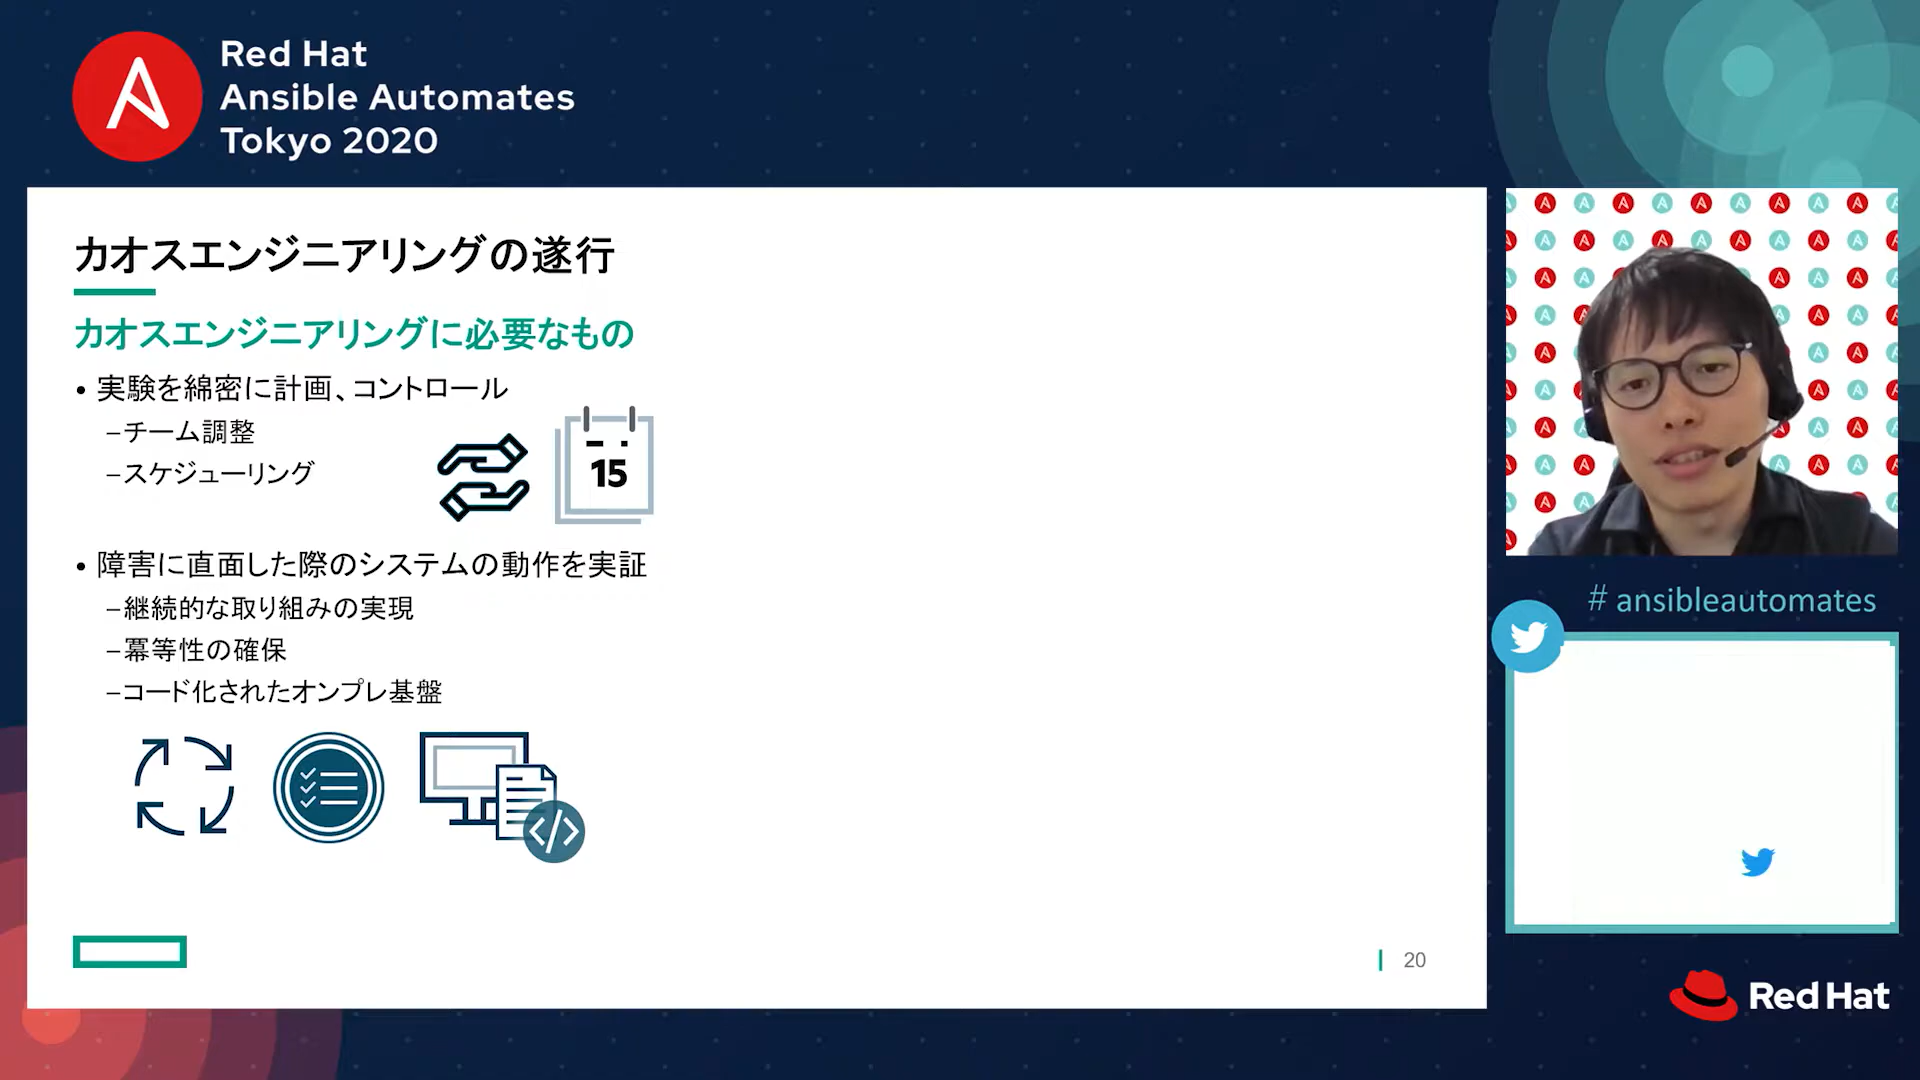 Red Hat
Ansible Automates
Tokyo 2020
カオスエンジニアリングの遂行
カオスエンジニアリングに必要なもの
• 実験を綿密に計画、コントロール
–チーム調整
–スケジューリング
15
• 障害に直面した際のシステムの動作を実証
–継続的な取り組みの実現
–冪等性の確保
–コード化されたオンプレ基盤
</>
20
# ansibleautomates
Red Hat